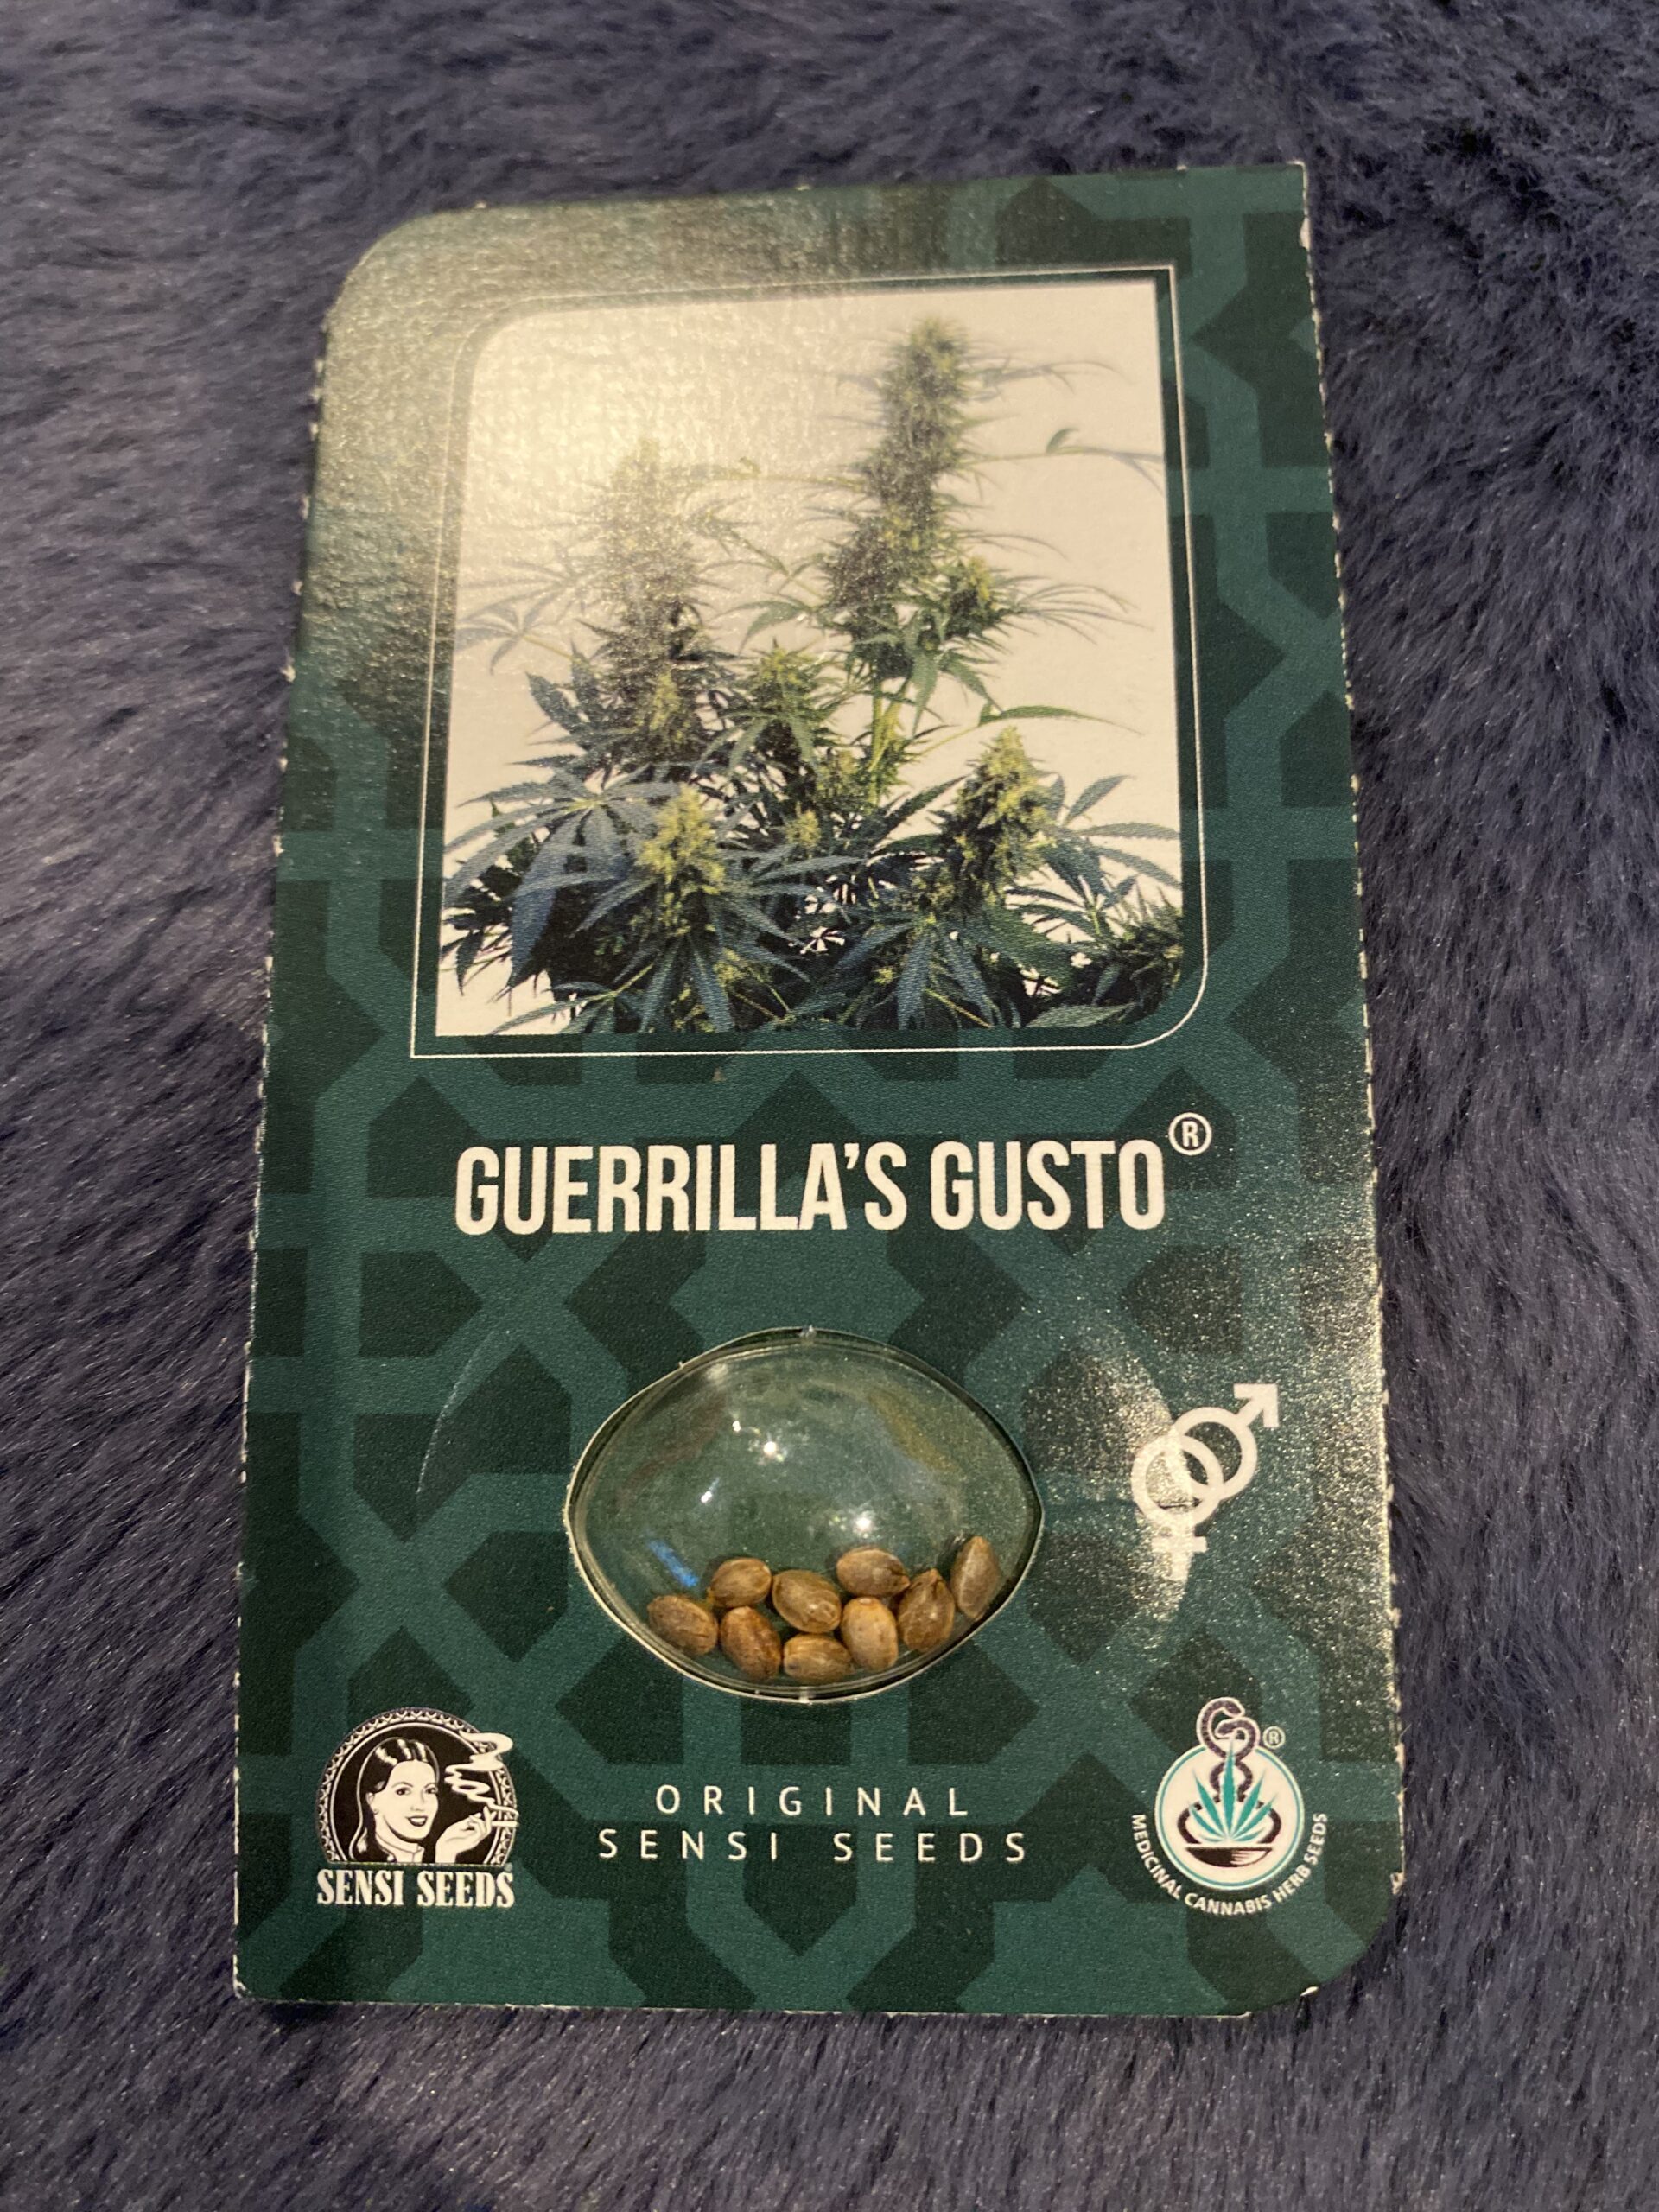 GUERRILLA'S GUSTO®
ORIGINAL
SENSI SEEDS
SENSI SEEDS
®
MEDICINAL CANNABIS HERB SEEDS